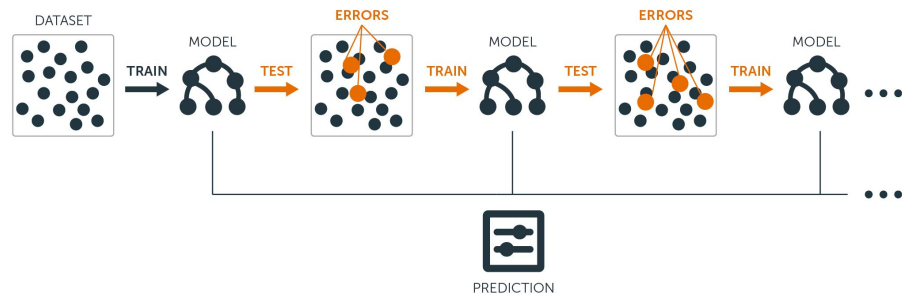 DATASET
MODEL
TRAIN
TEST
ERRORS
TRAIN
MODEL
TEST
ERRORS
TRAIN
MODEL
PREDICTION